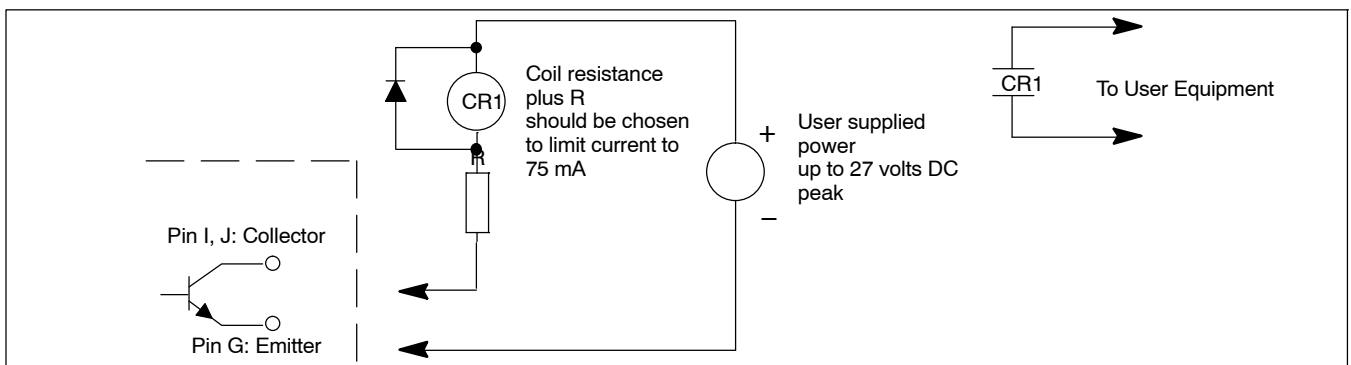 CR1
Coil resistance
plus R
should be chosen
to limit current to
75 mA
R
+
−
User supplied
power
up to 27 volts DC
peak
CR1
To User Equipment
Pin I, J: Collector
Pin G: Emitter